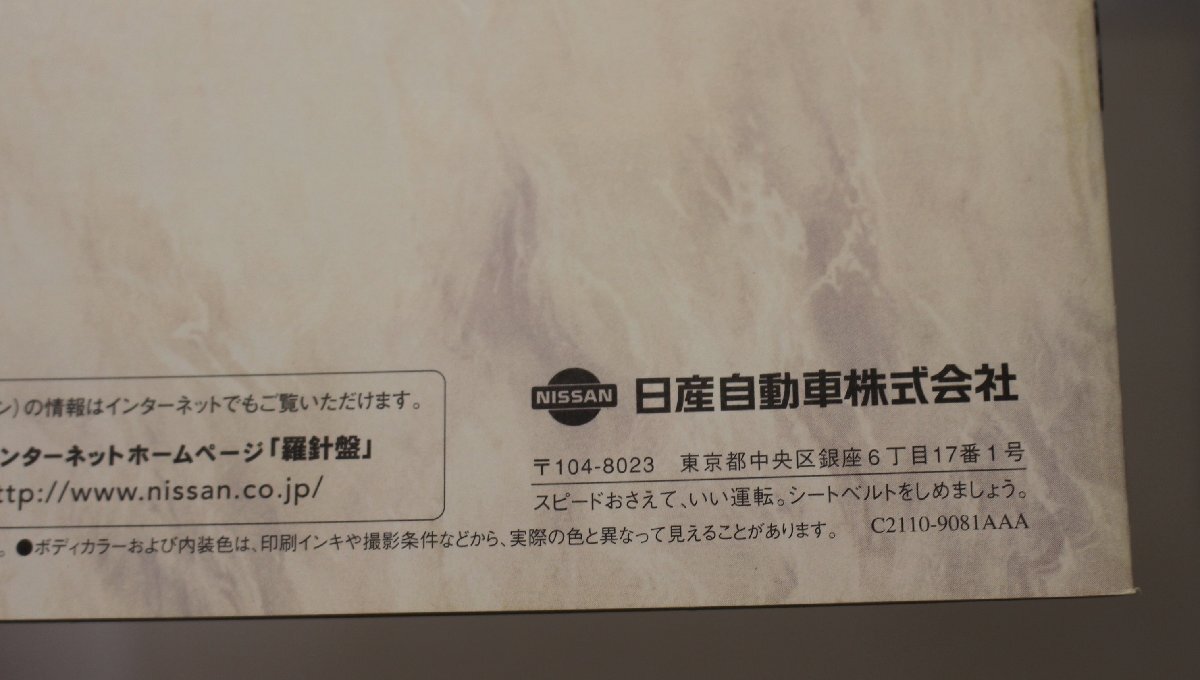 ン)の情報はインターネットでもご覧いただけます。
ンターネットホームページ「羅針盤」
ttp://www.nissan.co.jp/
NISSAN 日産自動車株式会社
〒104-8023 東京都中央区銀座6丁目17番1号
スピードおさえて、いい運転。シートベルトをしめましょう。
。●ボディカラーおよび内装色は、印刷インキや撮影条件などから、実際の色と異なって見えることがあります。 C2110-9081AAA